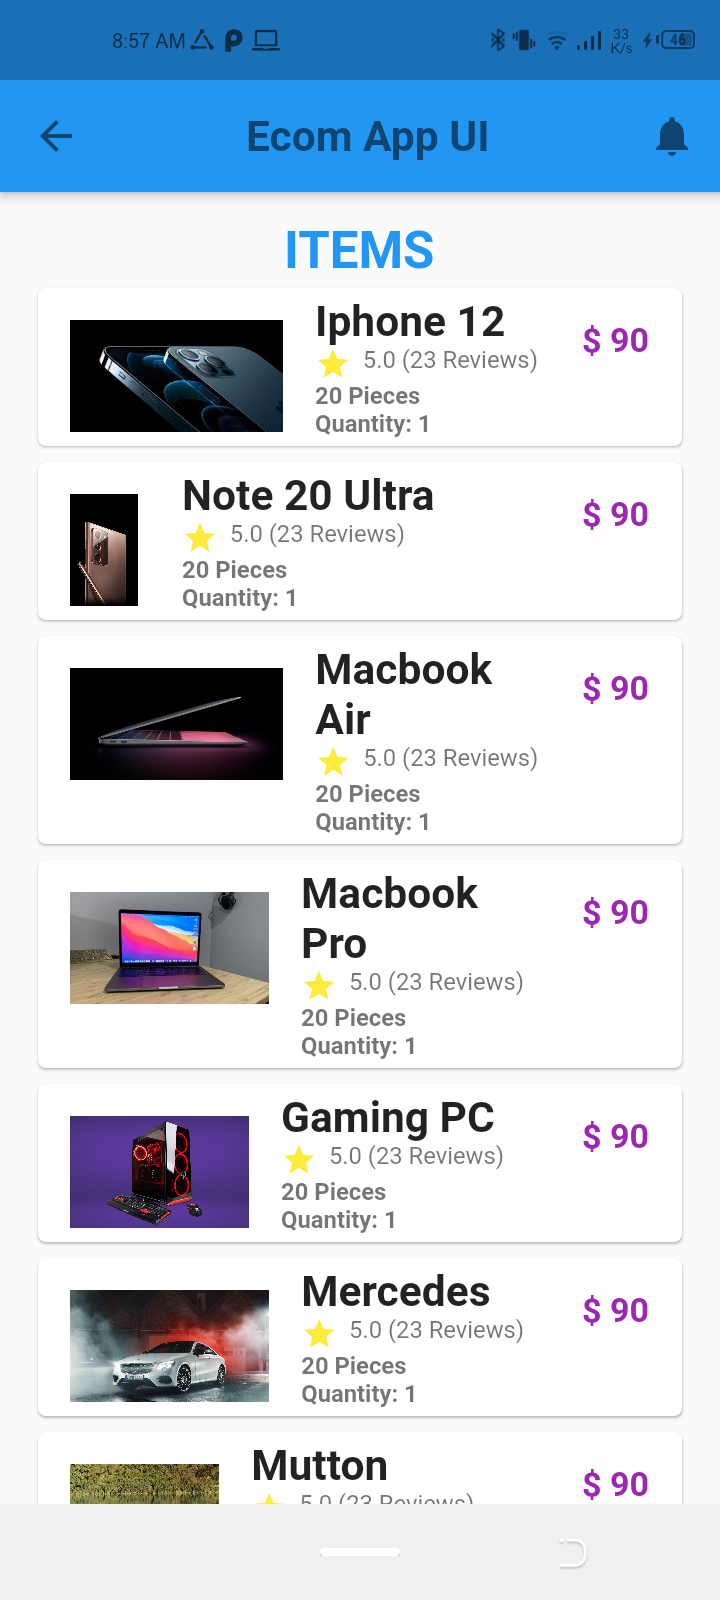 8:57 AM 33 K/s 46
Ecom App UI
ITEMS
Iphone 12
$ 90
5.0 (23 Reviews)
20 Pieces
Quantity: 1
Note 20 Ultra
$ 90
5.0 (23 Reviews)
20 Pieces
Quantity: 1
Macbook
Air
$ 90
5.0 (23 Reviews)
20 Pieces
Quantity: 1
Macbook
Pro
$ 90
5.0 (23 Reviews)
20 Pieces
Quantity: 1
Gaming PC
$ 90
5.0 (23 Reviews)
20 Pieces
Quantity: 1
Mercedes
$ 90
5.0 (23 Reviews)
20 Pieces
Quantity: 1
Mutton
$ 90
5.0 (23 Reviews)